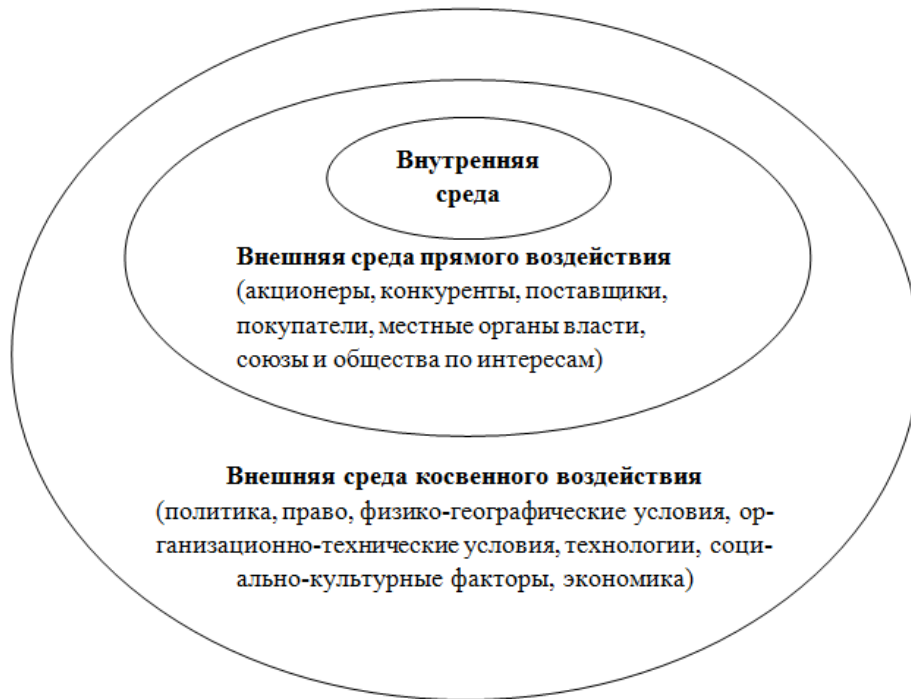 Внутренняя
среда
Внешняя среда прямого воздействия
(акционеры, конкуренты, поставщики,
покупатели, местные органы власти,
союзы и общества по интересам)
Внешняя среда косвенного воздействия
(политика, право, физико-географические условия, ор-
ганизационно-технические условия, технологии, соци-
ально-культурные факторы, экономика)